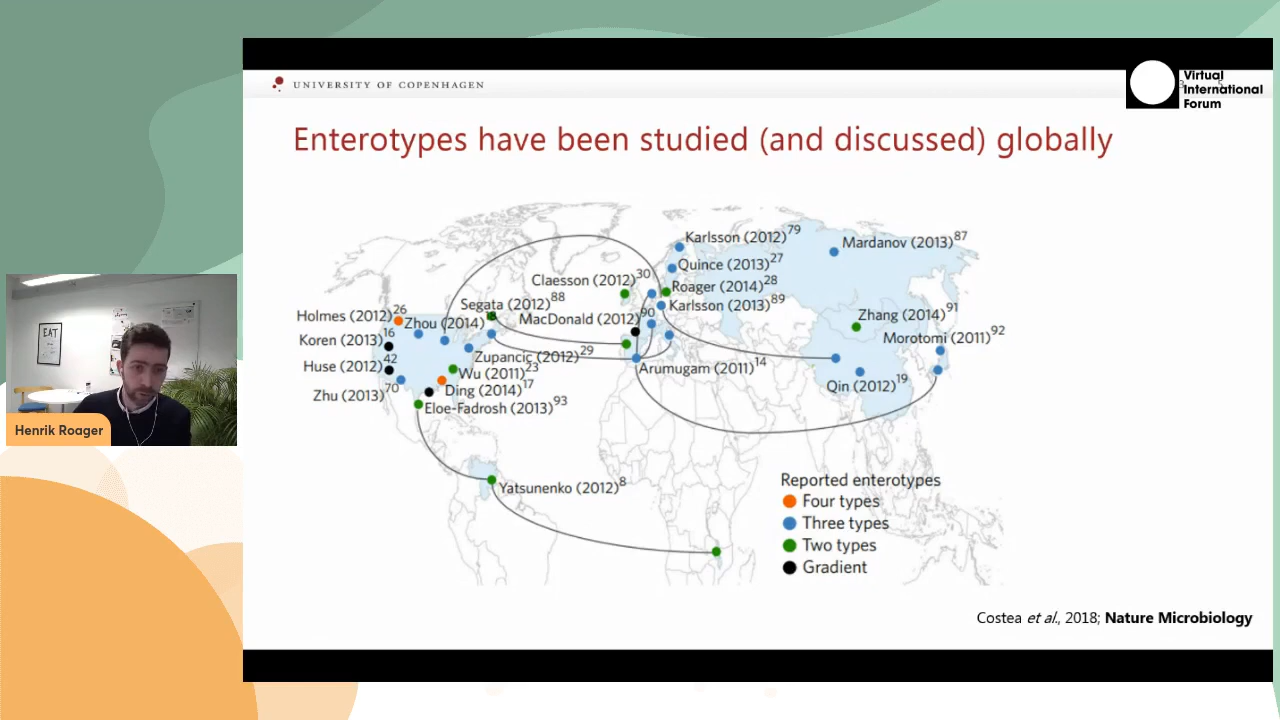 UNIVERSITY OF COPENHAGEN
Virtual
International
Forum
Enterotypes have been studied (and discussed) globally
Karlsson (2012)79
Mardanov (2013)87
Quince (2013)27
Claesson (2012)30
Roager (2014)28
Segata (2012)88
Karlsson (2013)89
Holmes (2012)26
Zhou (2014)
MacDonald (2012)90
Zhang (2014)91
Koren (2013)16
Morotomi (2011)92
Zupancic (2012)29
Huse (2012)42
Wu (2011)23
Arumugam (2011)14
Qin (2012)19
Zhu (2013)70
Ding (2014)17
Eloe-Fadrosh (2013)93
EAT
Henrik Roager
Yatsunenko (2012)8
Reported enterotypes
Four types
Three types
Two types
Gradient
Costea et al., 2018; Nature Microbiology